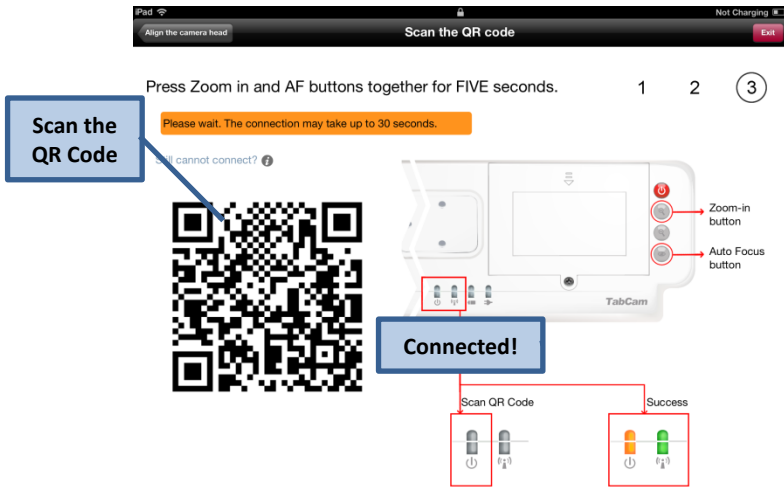 iPad
Not Charging
Align the camera head
Scan the QR code
Exit
Press Zoom in and AF buttons together for FIVE seconds.
1 2 3
Please wait. The connection may take up to 30 seconds.
Scan the
QR Code
Still cannot connect?
Zoom-in
button
Auto Focus
button
TabCam
Connected!
Scan QR Code
Success